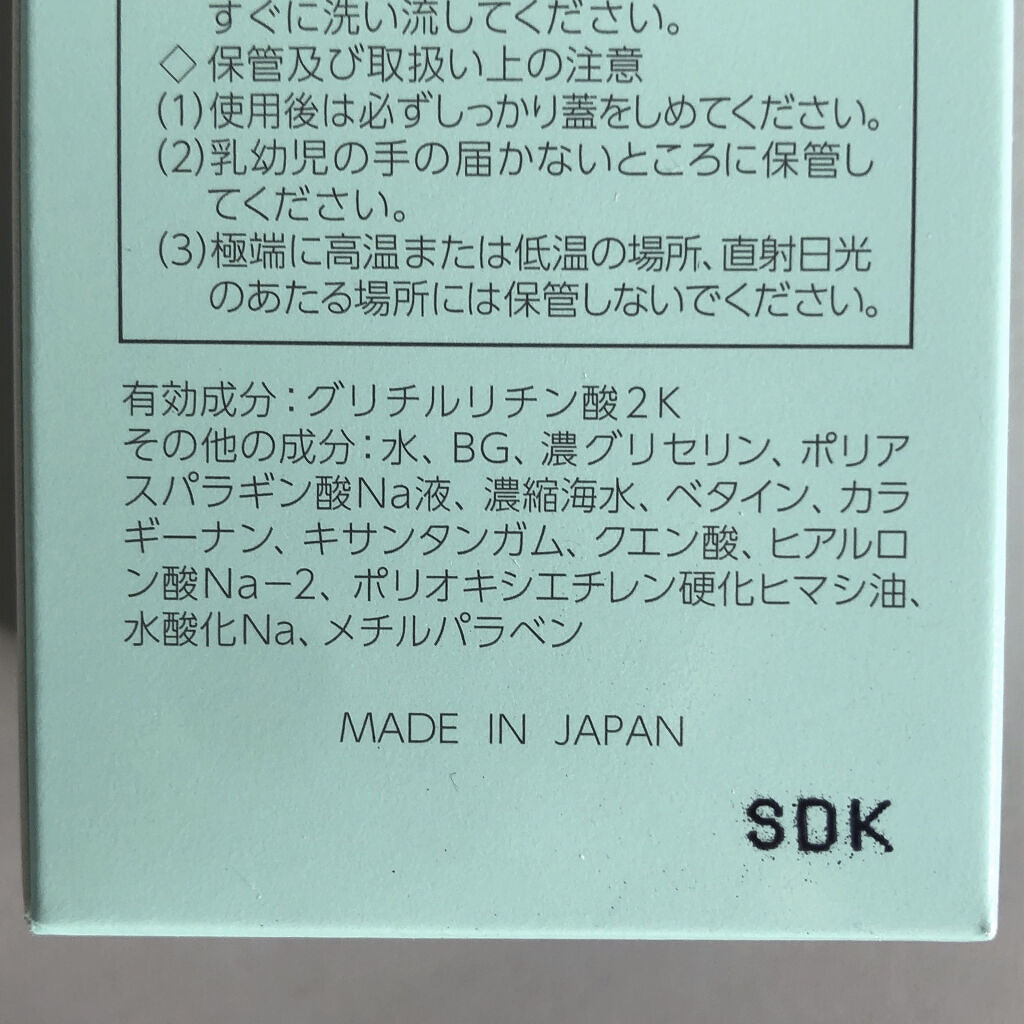 すぐに洗い流してください。
◇保管及び取扱い上の注意
(1)使用後は必ずしっかり蓋をしめてください。
(2)乳幼児の手の届かないところに保管し
てください。
(3)極端に高温または低温の場所、直射日光
のあたる場所には保管しないでください。
有効成分：グリチルリチン酸2K
その他の成分：水、BG、濃グリセリン、ポリア
スパラギン酸Na液、濃縮海水、ベタイン、カラ
ギーナン、キサンタンガム、クエン酸、ヒアルロ
ン酸Na－2、ポリオキシエチレン硬化ヒマシ油、
水酸化Na、メチルパラベン
MADE IN JAPAN
SDK